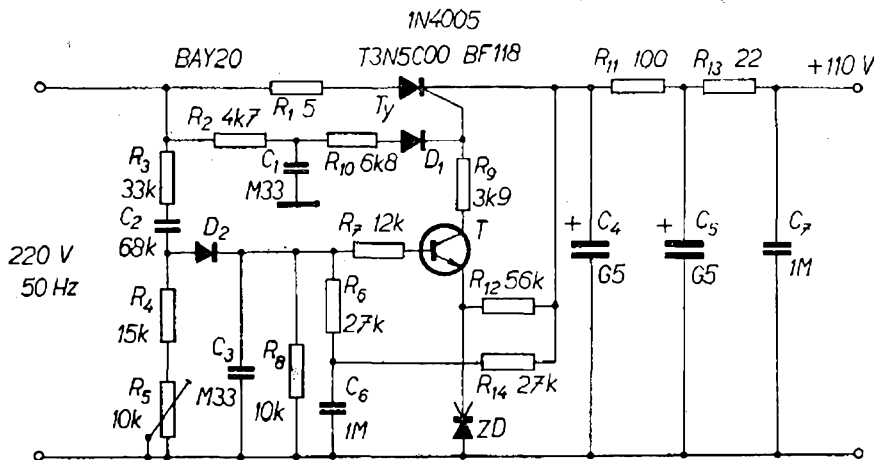 1N4005
BAY20 T3N5C00 BF118
R11 100 R13 22 +110 V
R1 5 Ty
R2 4k7
R3 33k
C1 M33
R10 6k8 D1
R9 3k9
C2 68k
D2
R7 12k
T
C4 G5
+
C5 G5
+
C7 1M
220 V
50 Hz
R4 15k
R6 27k
R12 56k
C3 M33
R8 10k
R14 27k
R5 10k
C6 1M
ZD